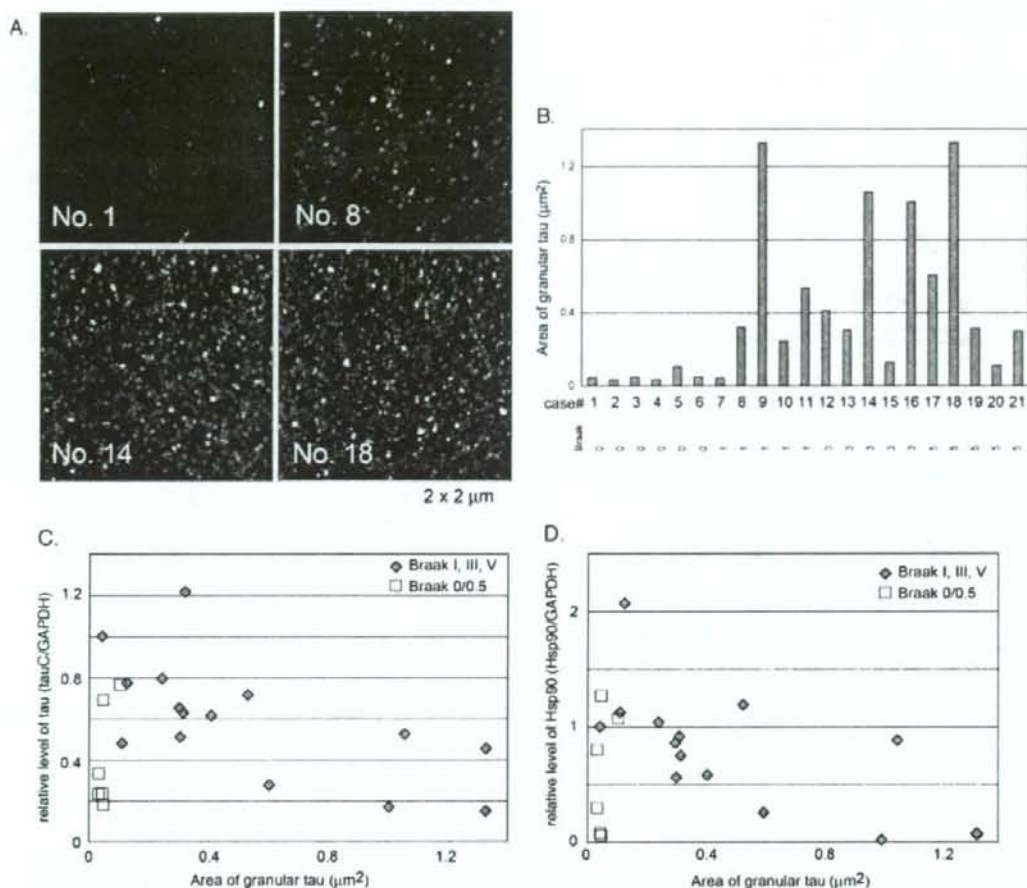 A.
No. 1
No. 8
No. 14
No. 18
2 x 2 μm
B.
Area of granular tau (μm²)
1.2
0.8
0.4
0
case# 1 2 3 4 5 6 7 8 9 10 11 12 13 14 15 16 17 18 19 20 21
Braak
C.
relative level of tau (tauC/GAPDH)
Braak I, III, V
Braak 0/0.5
1.2
1.0
0.8
0.4
0
0 0.4 0.8 1.2
Area of granular tau (μm²)
D.
relative level of Hsp90 (Hsp90/GAPDH)
Braak I, III, V
Braak 0/0.5
2
1
0
0 0.4 0.8 1.2
Area of granular tau (μm²)